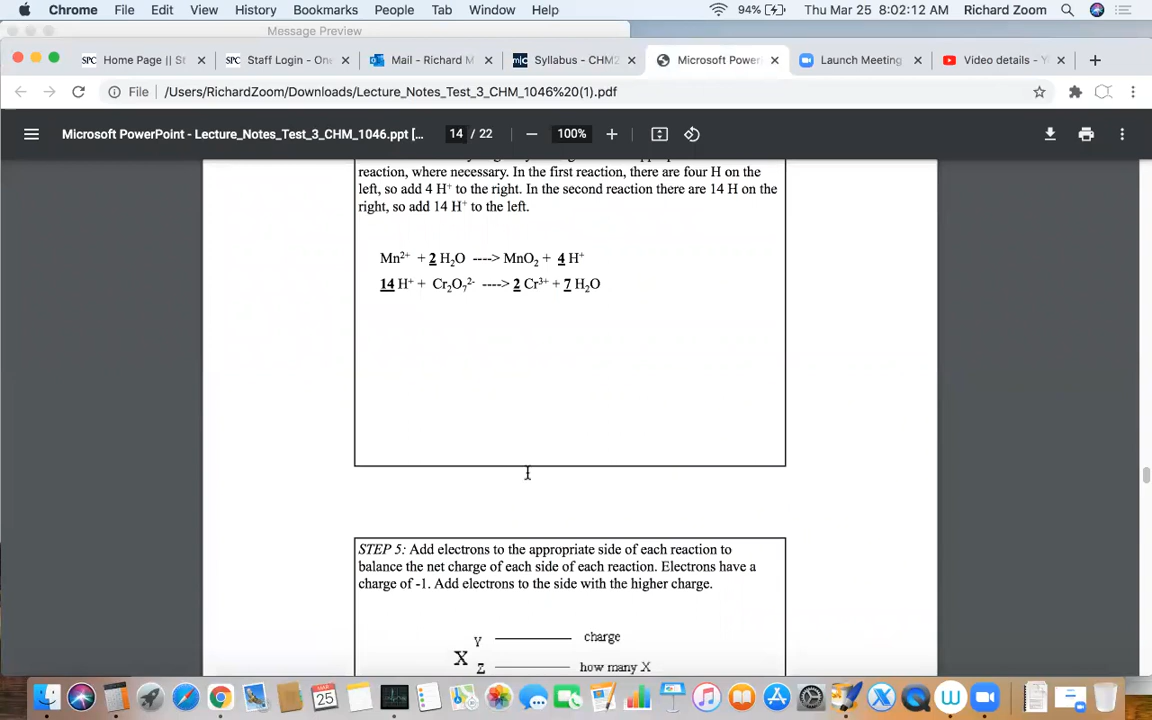 Chrome File Edit View History Bookmarks People Tab Window Help 94% Thu Mar 25 8:02:12 AM Richard Zoom
Message Preview
SPC Home Page || St SPC Staff Login - One Mail - Richard M m|c Syllabus - CHM2 Microsoft Power Launch Meeting Video details - Y
File /Users/RichardZoom/Downloads/Lecture_Notes_Test_3_CHM_1046%20(1).pdf
Microsoft PowerPoint - Lecture_Notes_Test_3_CHM_1046.ppt [... 14 / 22 100%
reaction, where necessary. In the first reaction, there are four H on the
left, so add 4 H⁺ to the right. In the second reaction there are 14 H on the
right, so add 14 H⁺ to the left.
Mn²⁺ + 2 H₂O ----> MnO₂ + 4 H⁺
14 H⁺ + Cr₂O₇²⁻ ----> 2 Cr³⁺ + 7 H₂O
STEP 5: Add electrons to the appropriate side of each reaction to
balance the net charge of each side of each reaction. Electrons have a
charge of -1. Add electrons to the side with the higher charge.
Y charge
X
Z how many X
MAR
25